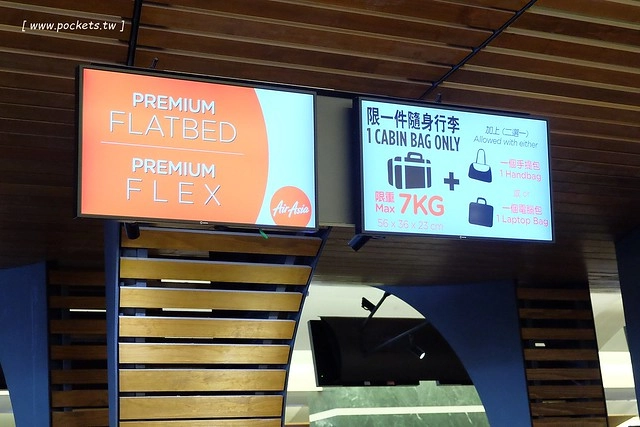 [ www.pockets.tw ]
PREMIUM
FLATBED
PREMIUM
FLEX
AirAsia
限一件隨身行李
1 CABIN BAG ONLY
加上 (二選一)
Allowed with either
+
一個手提包
1 Handbag
或 or
一個電腦包
1 Laptop Bag
限重
Max 7KG
56 x 36 x 23 cm